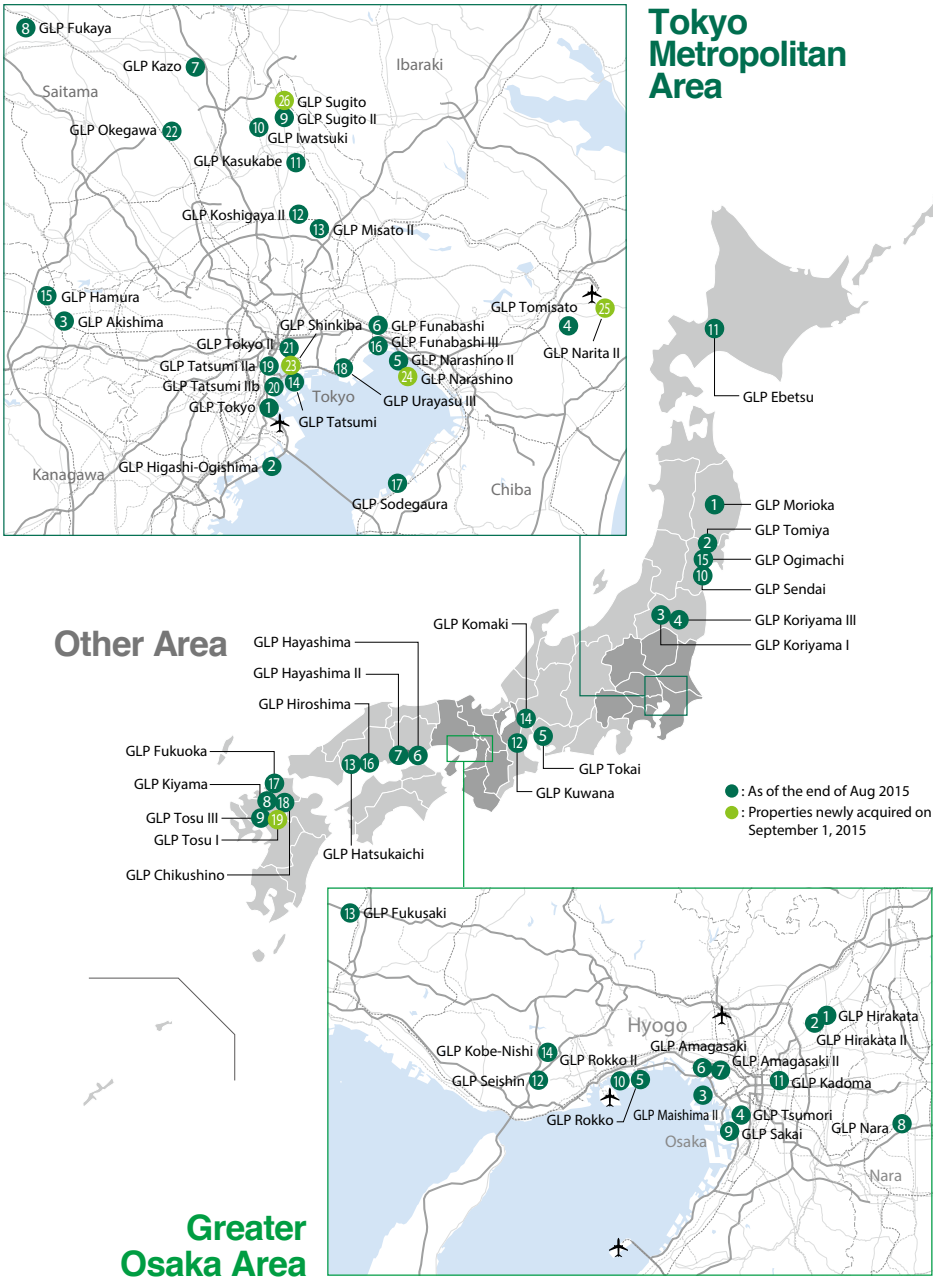 Tokyo
Metropolitan
Area
8 GLP Fukaya
GLP Kazo 7
Ibaraki
Saitama
26 GLP Sugito
9 GLP Sugito II
10 GLP Iwatsuki
GLP Okegawa 22
GLP Kasukabe 11
GLP Koshigaya II 12
13 GLP Misato II
15 GLP Hamura
3 GLP Akishima
GLP Tomisato
4
25
GLP Narita II
GLP Shinkiba
23
6 GLP Funabashi
16 GLP Funabashi III
GLP Tokyo II 21
5 GLP Narashino II
24 GLP Narashino
GLP Tatsumi IIa 19
18
GLP Urayasu III
GLP Tatsumi IIb 20
14
GLP Tatsumi
Tokyo
GLP Tokyo 1
GLP Higashi-Ogishima 2
Kanagawa
17
GLP Sodegaura
Chiba
11
GLP Ebetsu
1 GLP Morioka
GLP Tomiya
2
15 GLP Ogimachi
10
GLP Sendai
3
4 GLP Koriyama III
GLP Koriyama I
Other Area
GLP Komaki
14
GLP Hayashima
GLP Hayashima II
GLP Hiroshima
13
16
7
6
12
5
GLP Tokai
GLP Kuwana
GLP Fukuoka
17
GLP Kiyama
8
18
GLP Tosu III 9
19
GLP Tosu I
GLP Chikushino
GLP Hatsukaichi
: As of the end of Aug 2015
: Properties newly acquired on
September 1, 2015
13 GLP Fukusaki
Hyogo
2 1 GLP Hirakata
GLP Hirakata II
GLP Kobe-Nishi 14
GLP Rokko II
GLP Amagasaki
6 7 GLP Amagasaki II
GLP Seishin 12
10 5
11 GLP Kadoma
3
GLP Rokko
GLP Maishima II
4 GLP Tsumori
9 GLP Sakai
GLP Nara 8
Osaka
Nara
Greater
Osaka Area